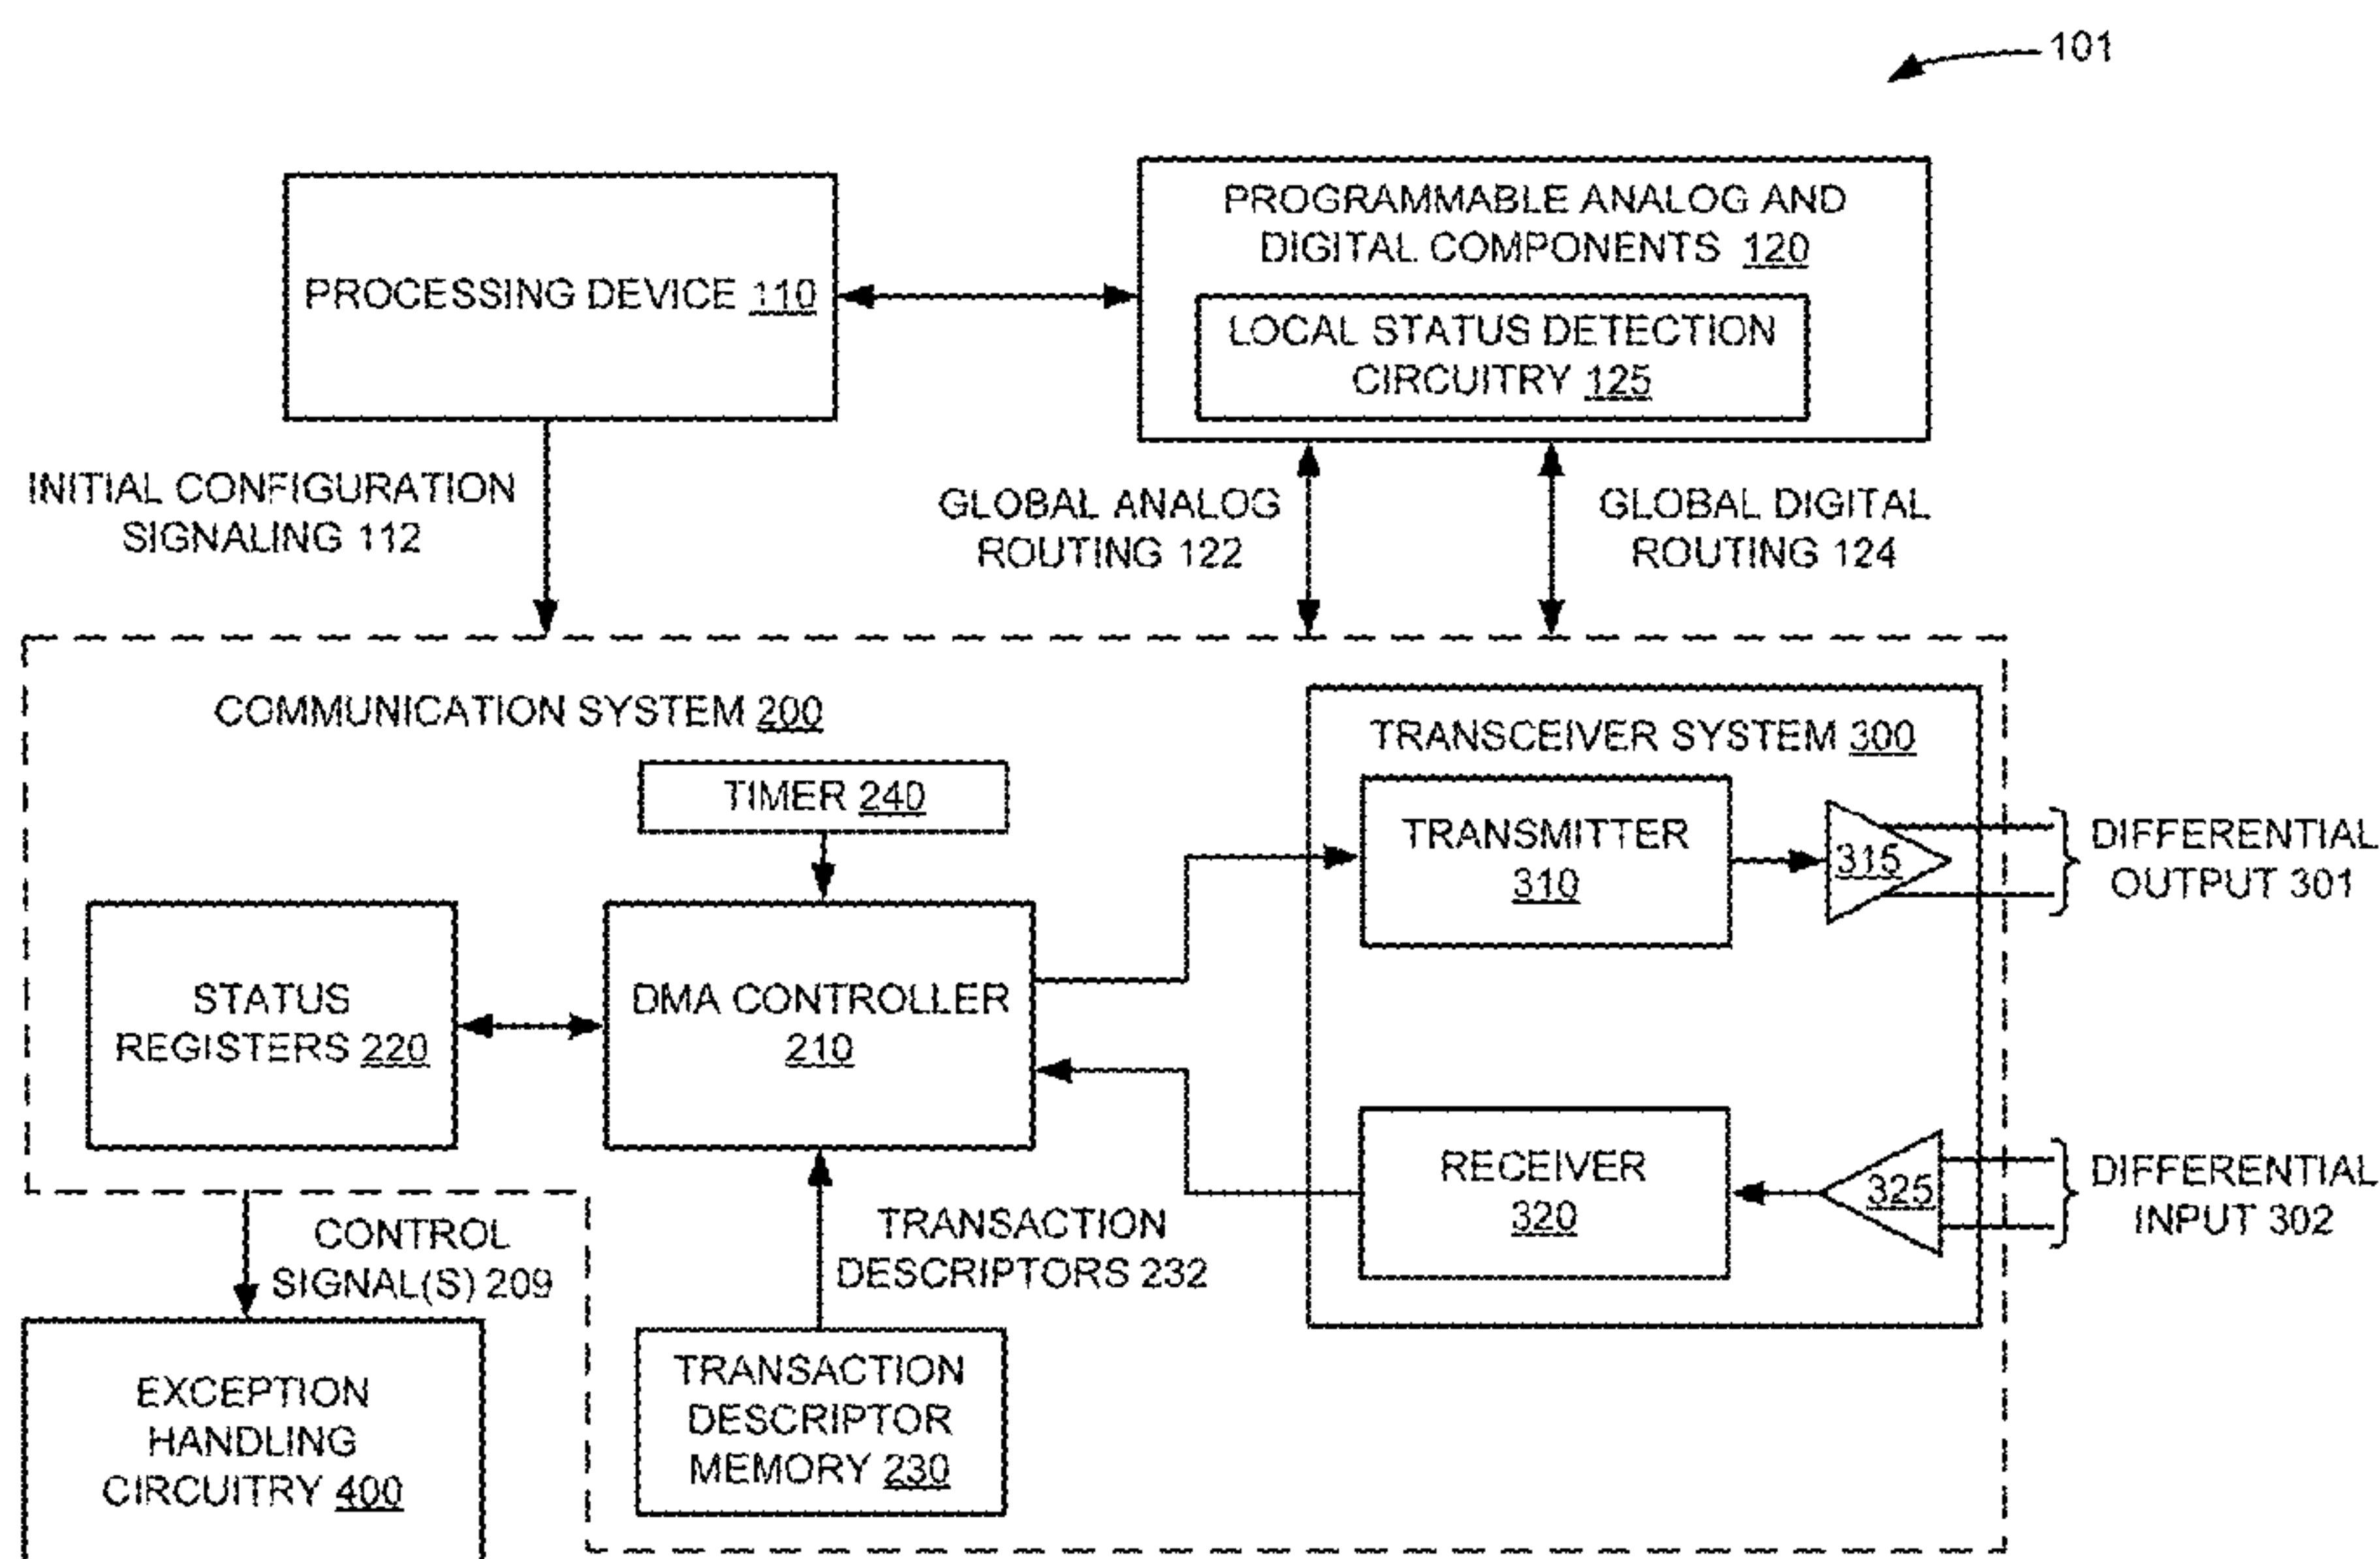 101
PROCESSING DEVICE 110
PROGRAMMABLE ANALOG AND
DIGITAL COMPONENTS 120
LOCAL STATUS DETECTION
CIRCUITRY 125
INITIAL CONFIGURATION
SIGNALING 112
GLOBAL ANALOG
ROUTING 122
GLOBAL DIGITAL
ROUTING 124
COMMUNICATION SYSTEM 200
TIMER 240
STATUS
REGISTERS 220
DMA CONTROLLER
210
TRANSCEIVER SYSTEM 300
TRANSMITTER
310
315
DIFFERENTIAL
OUTPUT 301
RECEIVER
320
325
DIFFERENTIAL
INPUT 302
CONTROL
SIGNAL(S) 209
TRANSACTION
DESCRIPTORS 232
EXCEPTION
HANDLING
CIRCUITRY 400
TRANSACTION
DESCRIPTOR
MEMORY 230